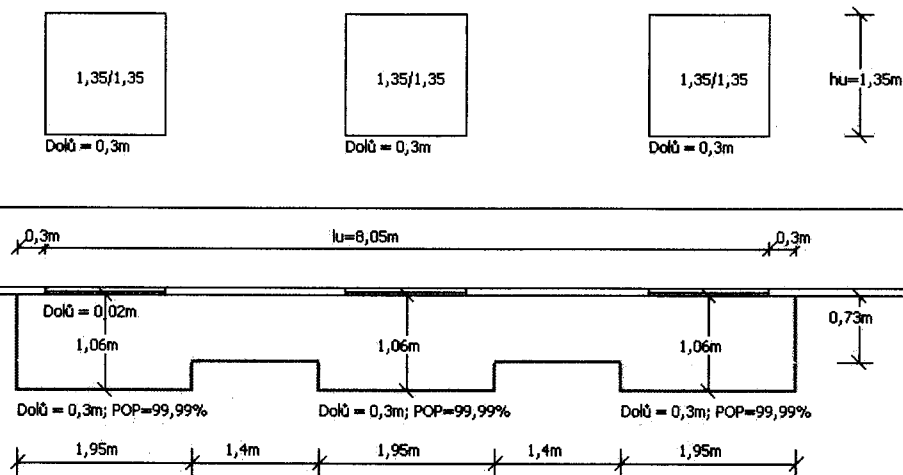 1,35/1,35 1,35/1,35 1,35/1,35 hu=1,35m
Dolů = 0,3m Dolů = 0,3m Dolů = 0,3m
0,3m lu=8,05m 0,3m
Dolů = 0,02m 0,73m
1,06m 1,06m 1,06m
Dolů = 0,3m; POP=99,99% Dolů = 0,3m; POP=99,99% Dolů = 0,3m; POP=99,99%
1,95m 1,4m 1,95m 1,4m 1,95m